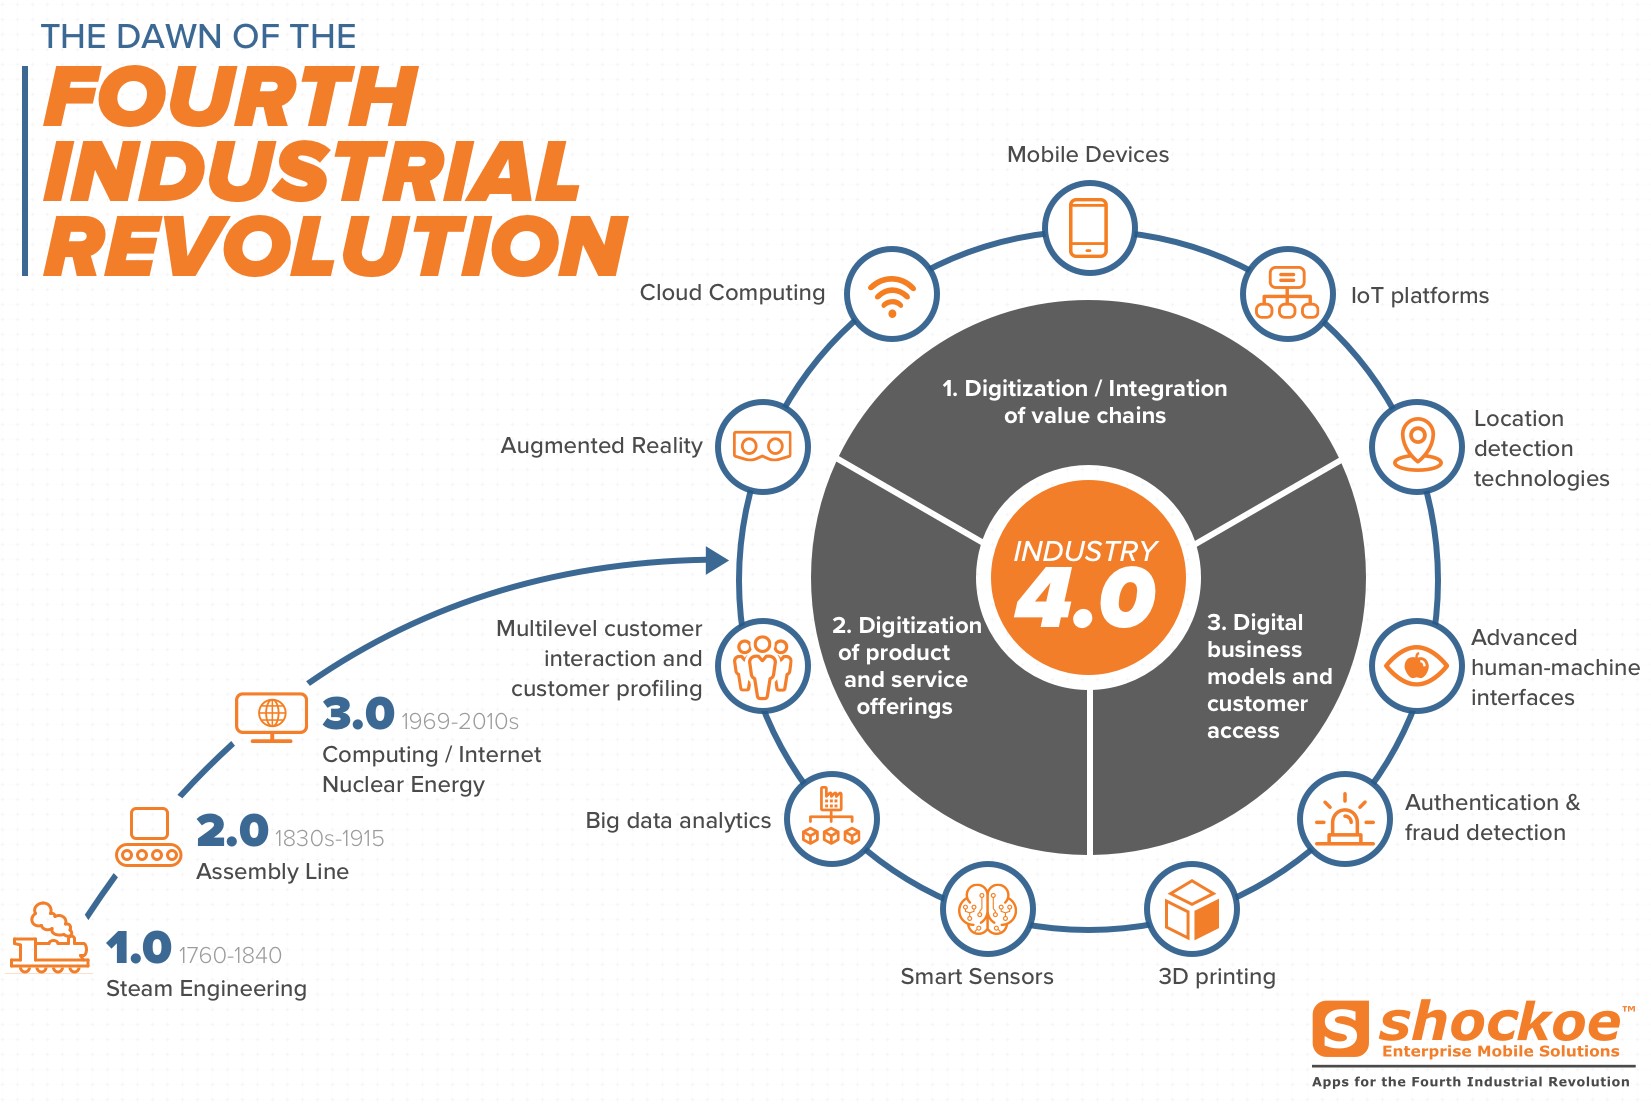 THE DAWN OF THE
FOURTH
INDUSTRIAL
REVOLUTION
Mobile Devices
Cloud Computing
IoT platforms
1. Digitization / Integration
of value chains
Augmented Reality
Location
detection
technologies
INDUSTRY
4.0
Multilevel customer
interaction and
customer profiling
2. Digitization
of product
and service
offerings
3. Digital
business
models and
customer
access
Advanced
human-machine
interfaces
3.0 1969-2010s
Computing / Internet
Nuclear Energy
2.0 1830s-1915
Assembly Line
1.0 1760-1840
Steam Engineering
Big data analytics
Authentication &
fraud detection
Smart Sensors
3D printing
S shockoe™
Enterprise Mobile Solutions
Apps for the Fourth Industrial Revolution